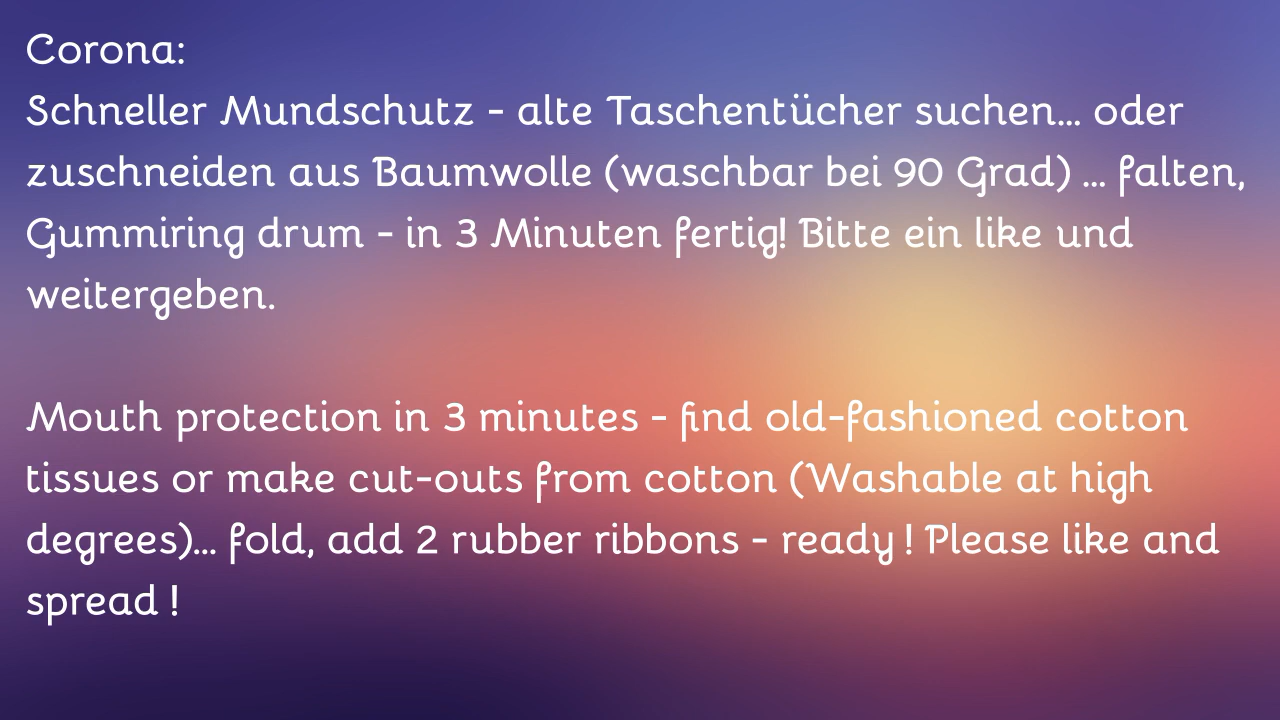 Corona:
Schneller Mundschutz - alte Taschentücher suchen... oder
zuschneiden aus Baumwolle (waschbar bei 90 Grad) ... falten,
Gummiring drum - in 3 Minuten fertig! Bitte ein like und
weitergeben.
Mouth protection in 3 minutes - find old-fashioned cotton
tissues or make cut-outs from cotton (Washable at high
degrees)... fold, add 2 rubber ribbons - ready ! Please like and
spread !